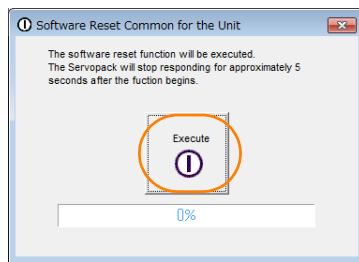 Software Reset Common for the Unit
The software reset function will be executed.
The Servopack will stop responding for approximately 5
seconds after the fuction begins.
Execute
0%